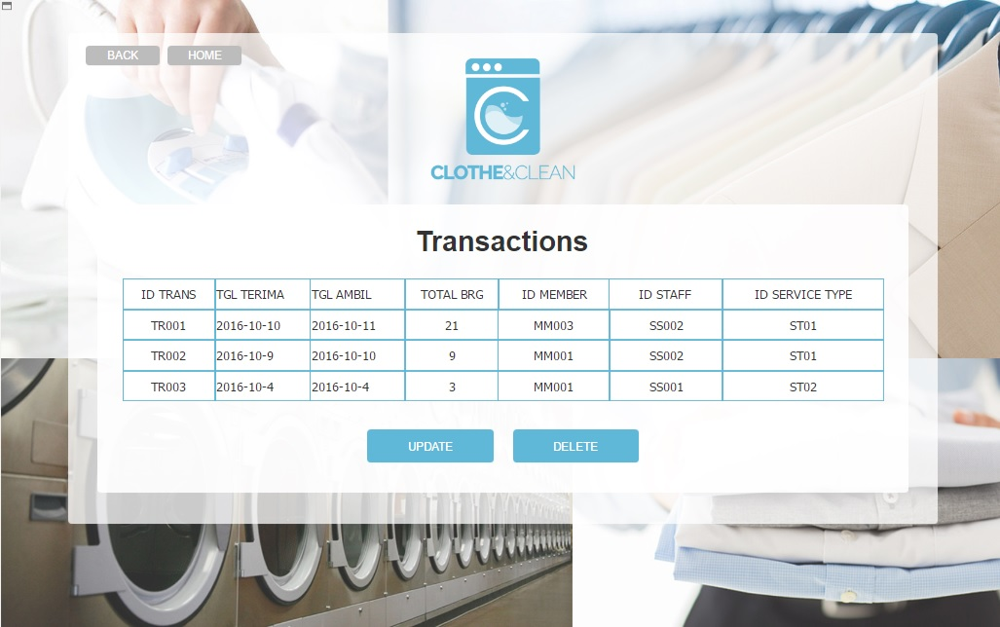 BACK HOME
CLOTHE&CLEAN
Transactions
ID TRANS TGL TERIMA TGL AMBIL TOTAL BRG ID MEMBER ID STAFF ID SERVICE TYPE
TR001 2016-10-10 2016-10-11 21 MM003 SS002 ST01
TR002 2016-10-9 2016-10-10 9 MM001 SS002 ST01
TR003 2016-10-4 2016-10-4 3 MM001 SS001 ST02
UPDATE DELETE